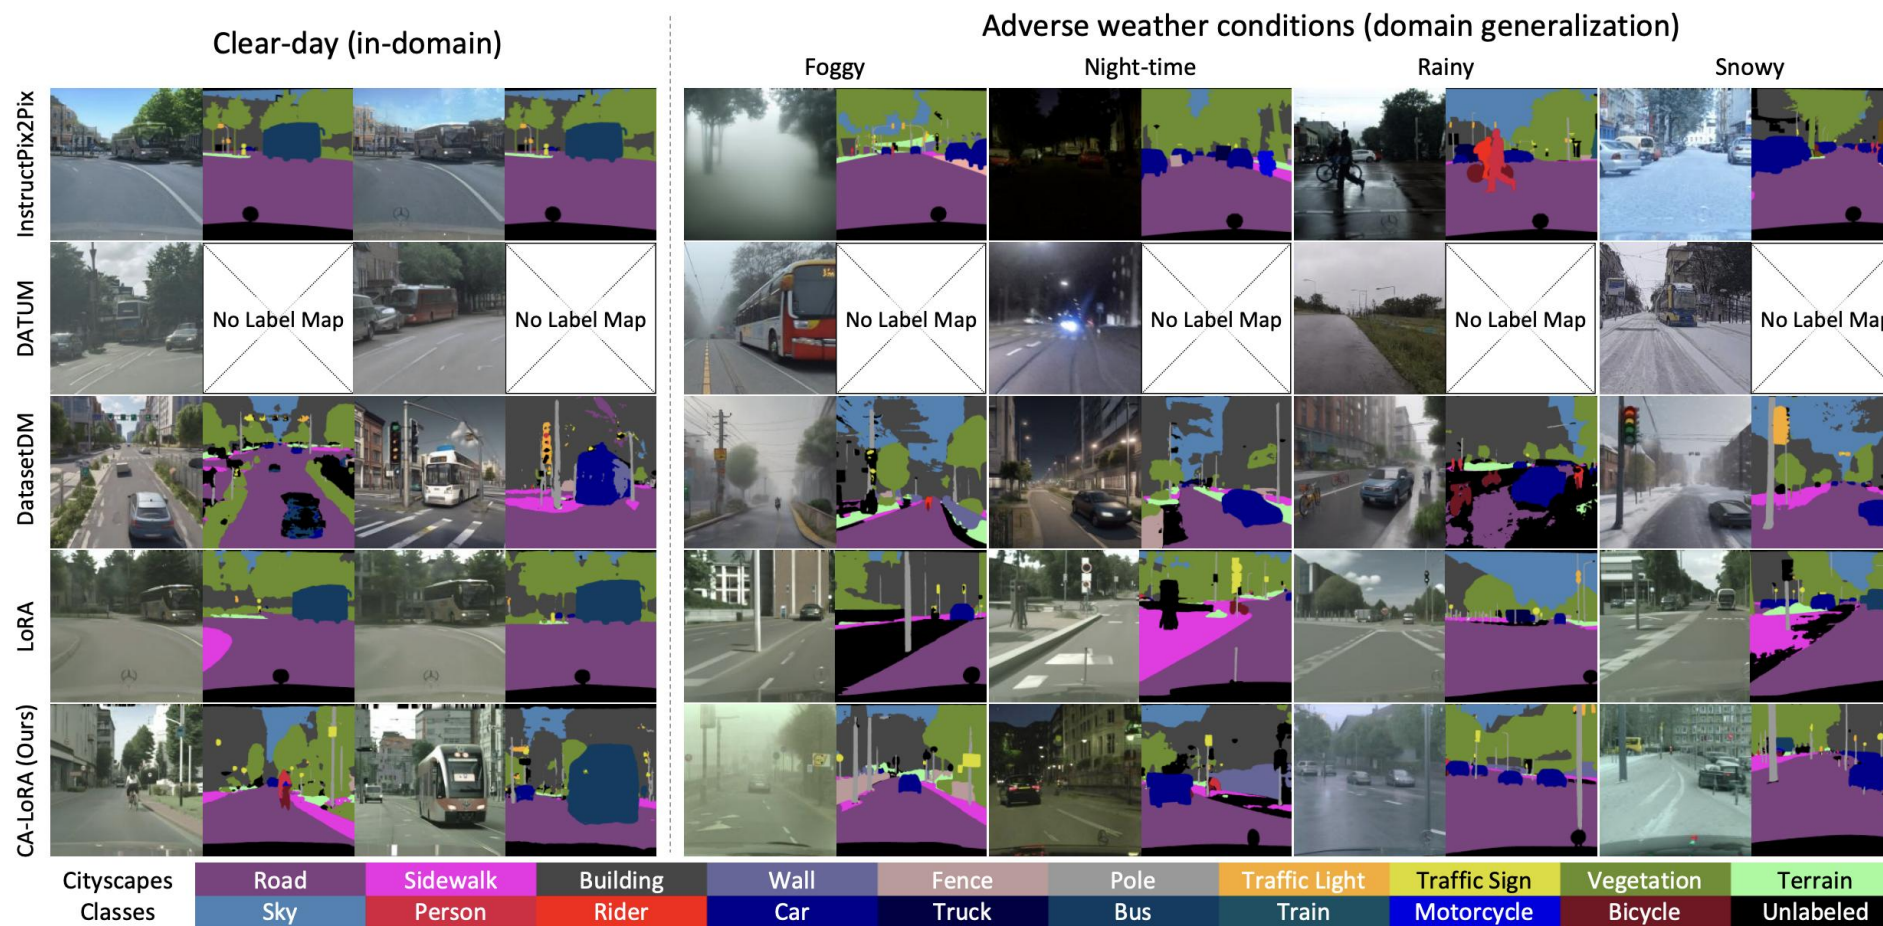 Clear-day (in-domain)
Adverse weather conditions (domain generalization)
Foggy
Night-time
Rainy
Snowy
InstructPix2Pix
DATUM
No Label Map
No Label Map
No Label Map
No Label Map
No Label Map
No Label Map
DatasetDM
LoRA
CA-LoRA (Ours)
Cityscapes
Classes
Road
Sidewalk
Building
Wall
Fence
Pole
Traffic Light
Traffic Sign
Vegetation
Terrain
Sky
Person
Rider
Car
Truck
Bus
Train
Motorcycle
Bicycle
Unlabeled